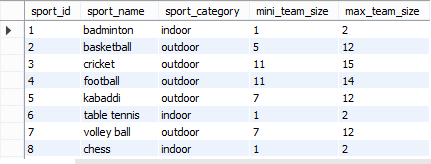 sport_id sport_name sport_category mini_team_size max_team_size
1 badminton indoor 1 2
2 basketball outdoor 5 12
3 cricket outdoor 11 15
4 football outdoor 11 14
5 kabaddi outdoor 7 12
6 table tennis indoor 1 2
7 volley ball outdoor 7 12
8 chess indoor 1 2